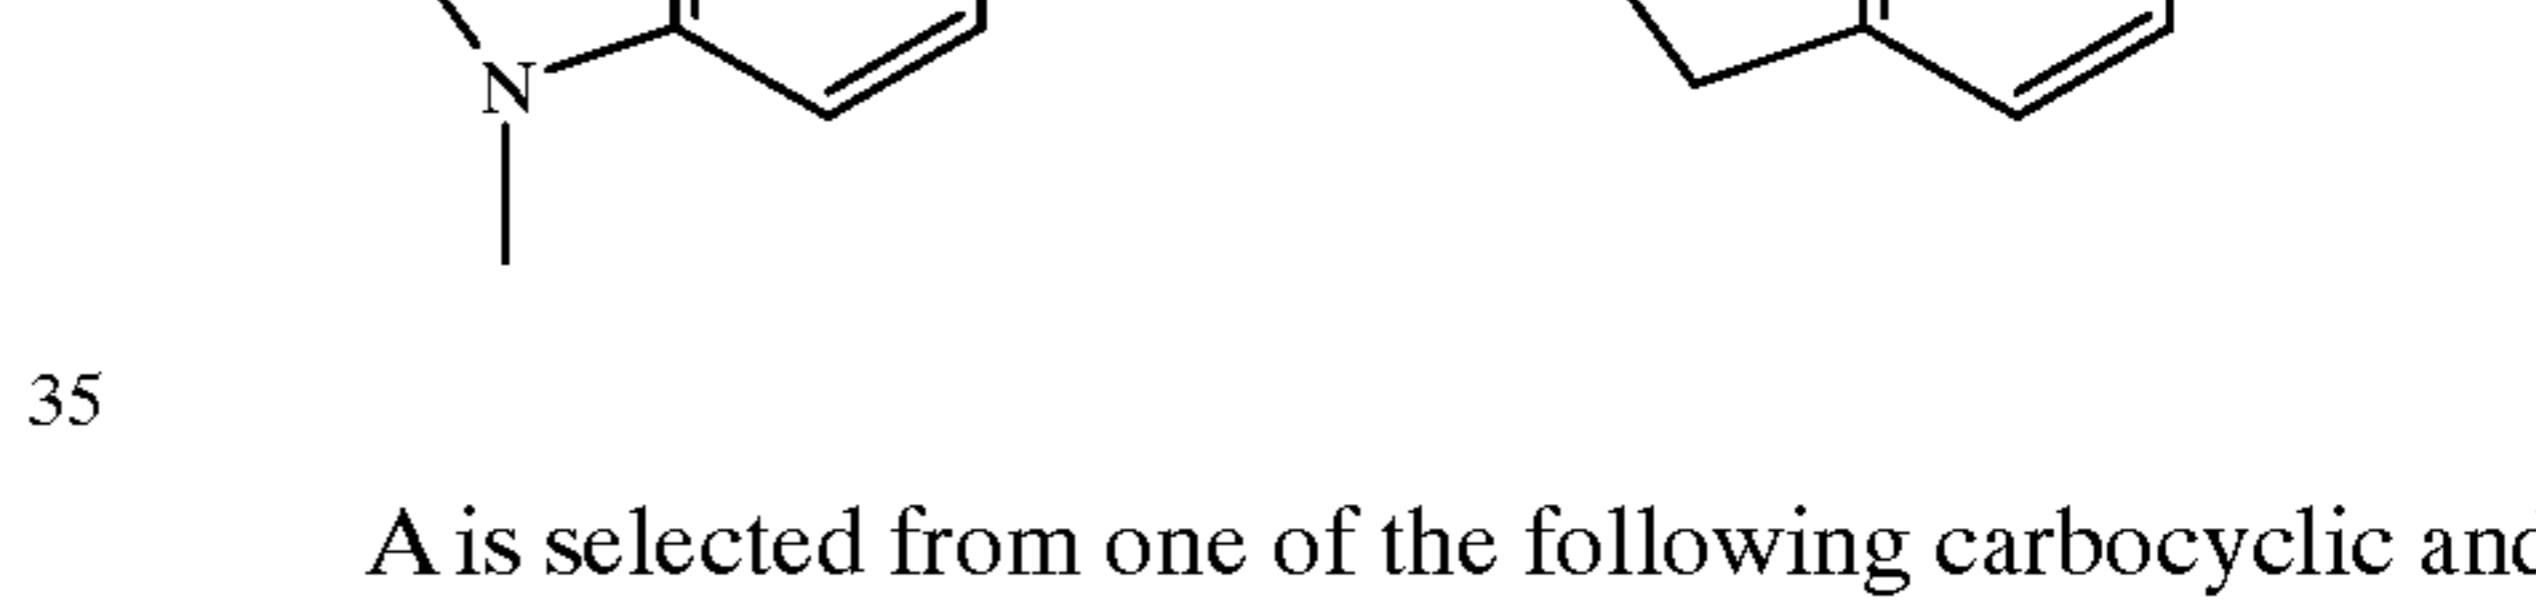 N
35
A is selected from one of the following carbocyclic and